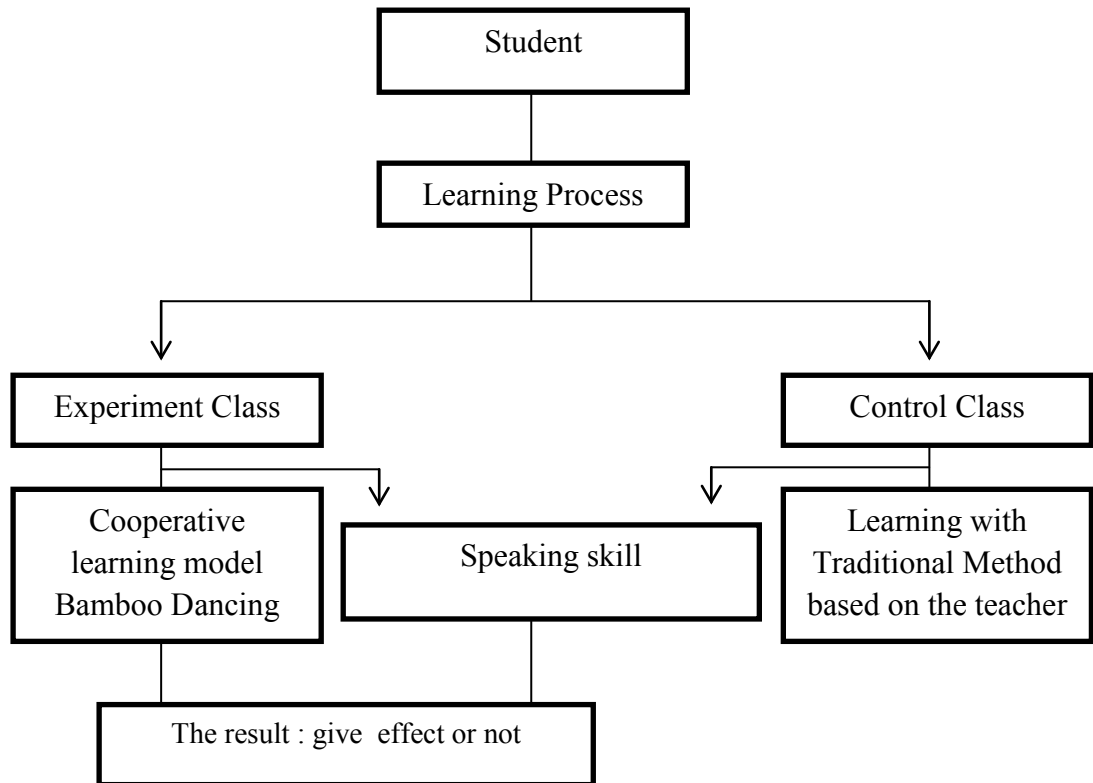 Student
Learning Process
Experiment Class
Control Class
Cooperative
learning model
Bamboo Dancing
Speaking skill
Learning with
Traditional Method
based on the teacher
The result : give  effect or not